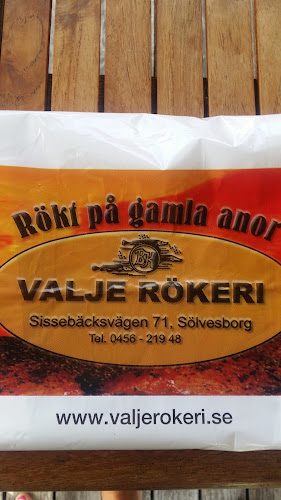 Rökt på gamla anor
VALJE RÖKERI
Sissebäcksvägen 71, Sölvesborg
Tel. 0456 - 219 48
www.valjerokeri.se